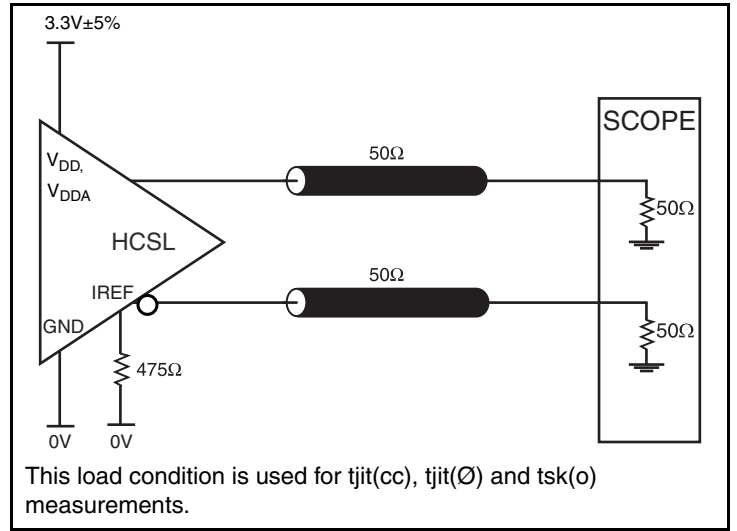 3.3V±5%
SCOPE
50Ω
V_DD,
V_DDA
50Ω
HCSL
50Ω
IREF
GND
50Ω
475Ω
0V
0V
This load condition is used for tjit(cc), tjit(Ø) and tsk(o)
measurements.